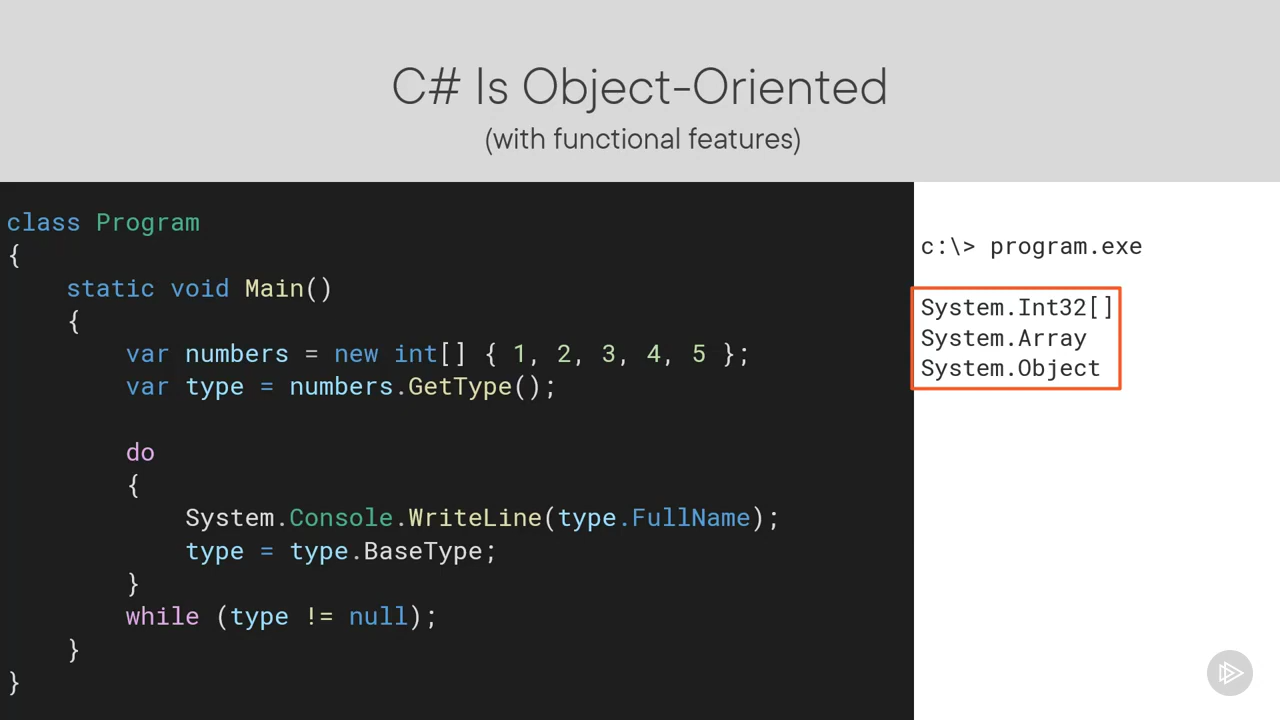 C# Is Object-Oriented
(with functional features)
class Program
{
    static void Main()
    {
        var numbers = new int[] { 1, 2, 3, 4, 5 };
        var type = numbers.GetType();
        do
        {
            System.Console.WriteLine(type.FullName);
            type = type.BaseType;
        }
        while (type != null);
    }
}
c:\> program.exe
System.Int32[]
System.Array
System.Object